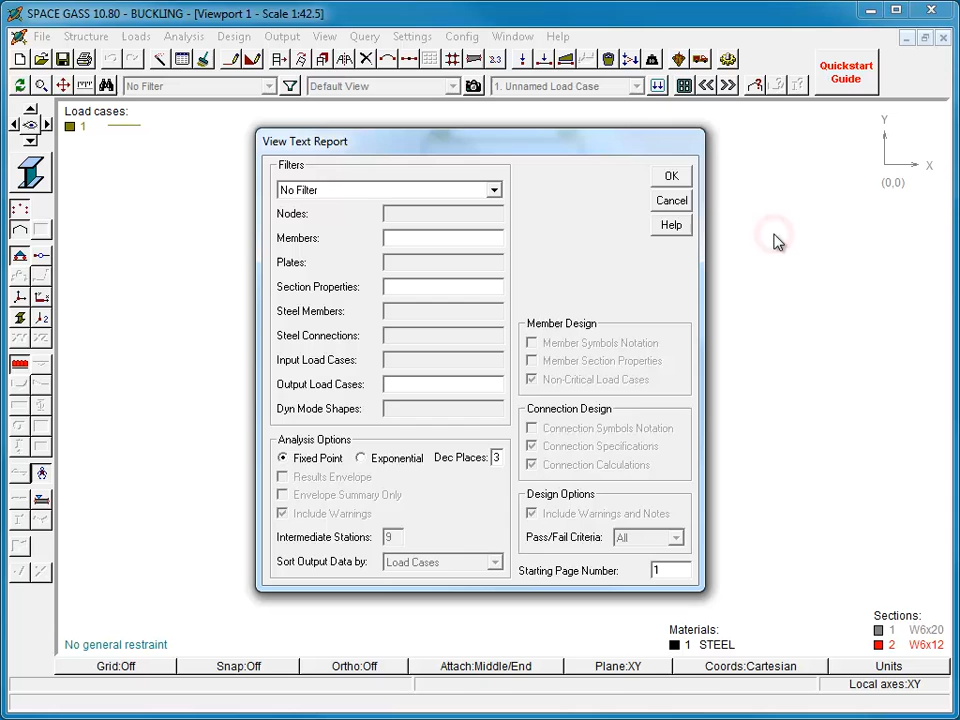 SPACE GASS 10.80 - BUCKLING - [Viewport 1 - Scale 1:42.5]
File Structure Loads Analysis Design Output View Query Settings Config Window Help
2.3
No Filter Default View 1. Unnamed Load Case
Quickstart
Guide
Load cases:
1
Y
X
(0,0)
View Text Report
Filters
No Filter
Nodes:
Members:
Plates:
Section Properties:
Steel Members:
Steel Connections:
Input Load Cases:
Output Load Cases:
Dyn Mode Shapes:
OK
Cancel
Help
Analysis Options
Fixed Point Exponential Dec Places: 3
Results Envelope
Envelope Summary Only
Include Warnings
Intermediate Stations: 9
Sort Output Data by: Load Cases
Member Design
Member Symbols Notation
Member Section Properties
Non-Critical Load Cases
Connection Design
Connection Symbols Notation
Connection Specifications
Connection Calculations
Design Options
Include Warnings and Notes
Pass/Fail Criteria: All
Starting Page Number: 1
No general restraint
Materials:
1 STEEL
Sections:
1 W6x20
2 W6x12
Grid:Off Snap:Off Ortho:Off Attach:Middle/End Plane:XY Coords:Cartesian Units
Local axes:XY